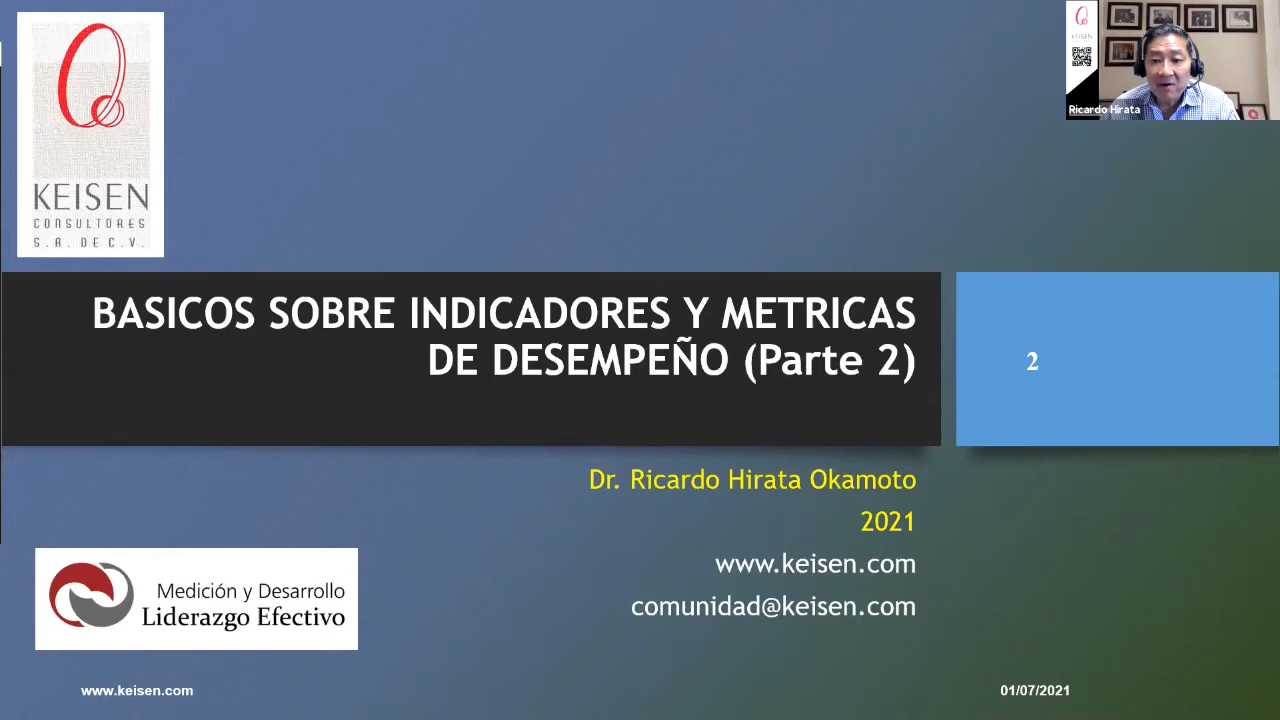 KEISEN
CONSULTORES
S.A. DE C.V.
KEISEN
Ricardo Hirata
BASICOS SOBRE INDICADORES Y METRICAS
DE DESEMPEÑO (Parte 2)
2
Dr. Ricardo Hirata Okamoto
2021
www.keisen.com
comunidad@keisen.com
Medición y Desarrollo
Liderazgo Efectivo
www.keisen.com
01/07/2021